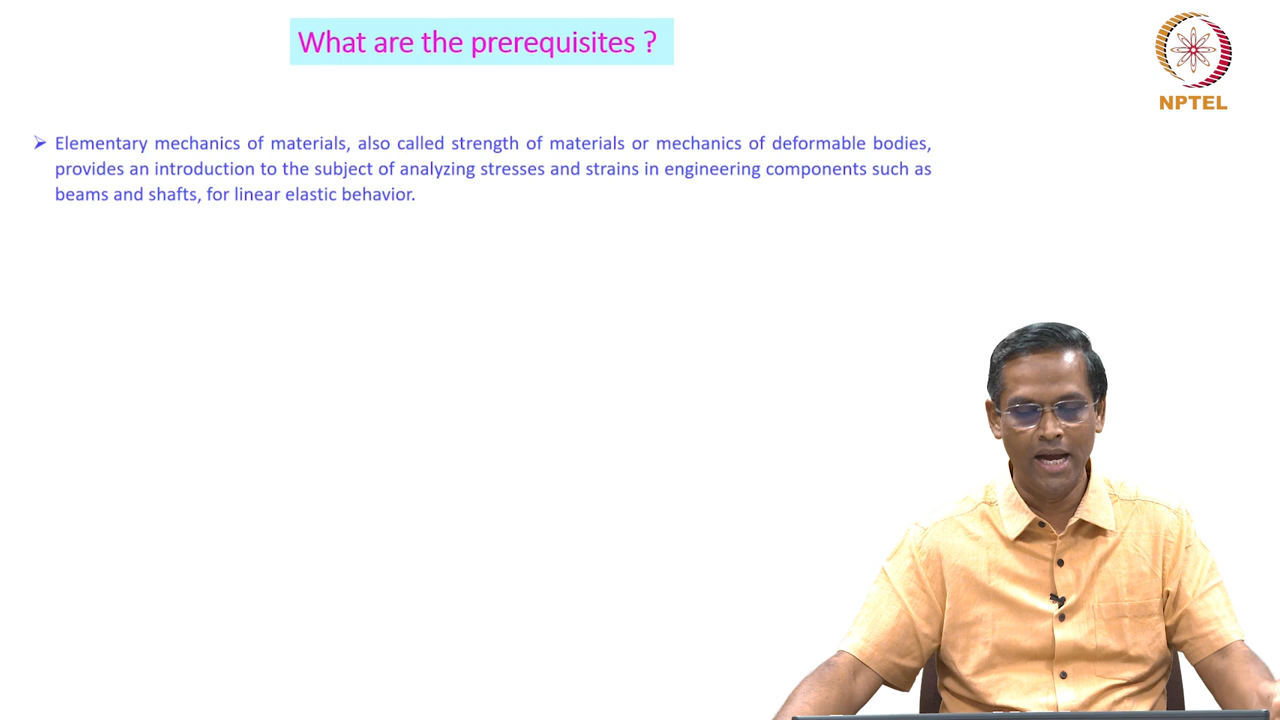 What are the prerequisites ?
NPTEL
➢ Elementary mechanics of materials, also called strength of materials or mechanics of deformable bodies,
provides an introduction to the subject of analyzing stresses and strains in engineering components such as
beams and shafts, for linear elastic behavior.